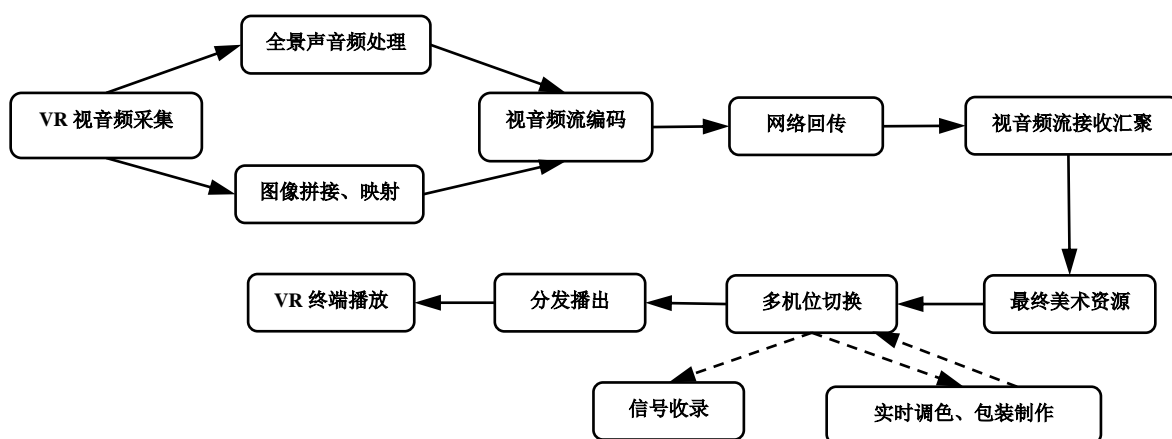 全景声音频处理
VR 视音频采集
视音频流编码
网络回传
视音频流接收汇聚
图像拼接、映射
VR 终端播放
分发播出
多机位切换
最终美术资源
信号收录
实时调色、包装制作